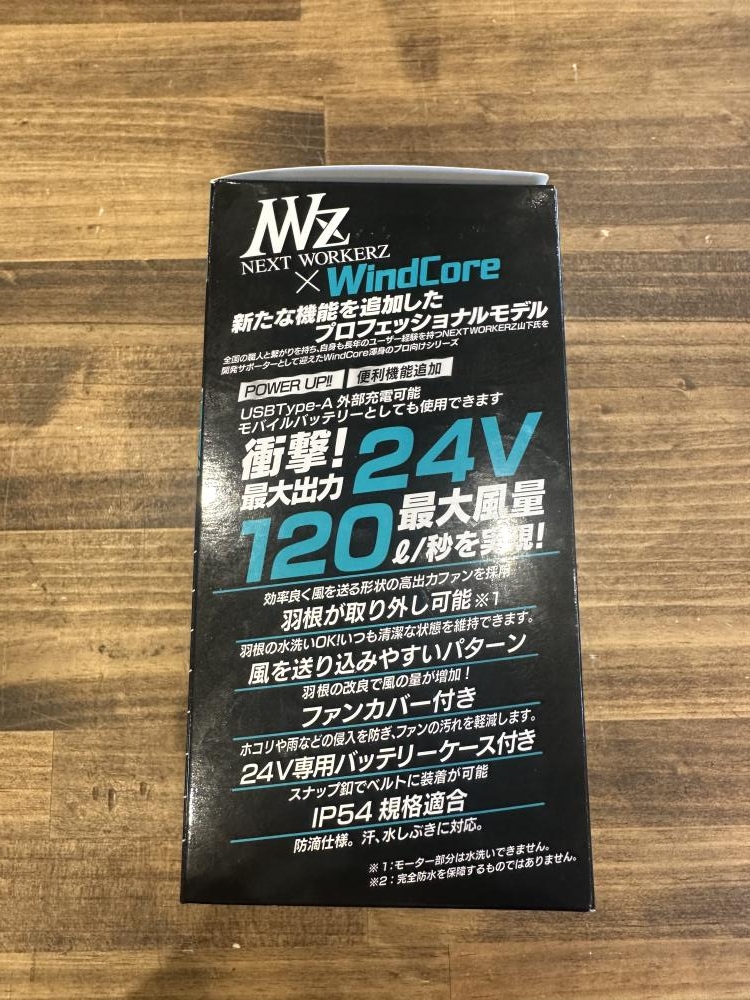 NWZ
NEXT WORKERZ
×WindCore
新たな機能を追加した
プロフェッショナルモデル
全国の職人と繋がりを持ち、自身も長年のユーザー経験を持つNEXT WORKERZ山下氏を
開発サポーターとして迎えたWindCore渾身のプロ向けシリーズ
POWER UP!! 便利機能追加
USBType-A 外部充電可能
モバイルバッテリーとしても使用できます
衝撃!
最大出力 24V
120 最大風量
ℓ/秒を実現!
効率良く風を送る形状の高出力ファンを採用
羽根が取り外し可能※1
羽根の水洗いOK!いつも清潔な状態を維持できます。
風を送り込みやすいパターン
羽根の改良で風の量が増加!
ファンカバー付き
ホコリや雨などの侵入を防ぎ、ファンの汚れを軽減します。
24V専用バッテリーケース付き
スナップ釦でベルトに装着が可能
IP54 規格適合
防滴仕様。汗、水しぶきに対応。
※1:モーター部分は水洗いできません。
※2:完全防水を保障するものではありません。